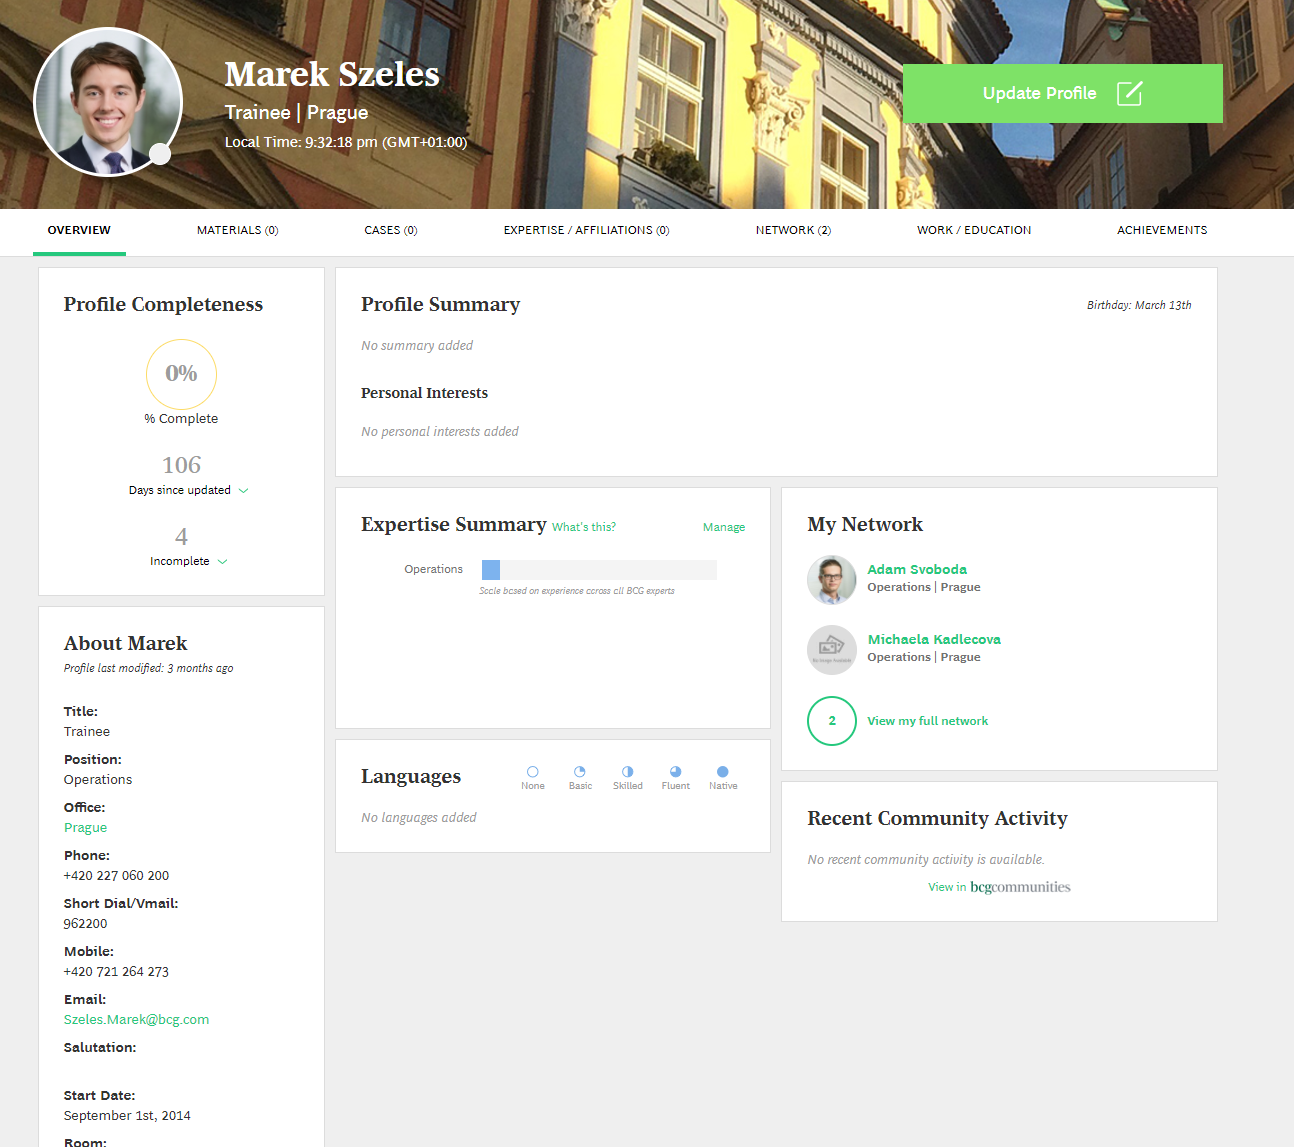 Marek Szeles
Trainee | Prague
Local Time: 9:32:18 pm (GMT+01:00)
Update Profile
OVERVIEW
MATERIALS (0)
CASES (0)
EXPERTISE / AFFILIATIONS (0)
NETWORK (2)
WORK / EDUCATION
ACHIEVEMENTS
Profile Completeness
0%
% Complete
106
Days since updated
4
Incomplete
About Marek
Profile last modified: 3 months ago
Title:
Trainee
Position:
Operations
Office:
Prague
Phone:
+420 227 060 200
Short Dial/Vmail:
962200
Mobile:
+420 721 264 273
Email:
Szeles.Marek@bcg.com
Salutation:
Start Date:
September 1st, 2014
Room:
Profile Summary
Birthday: March 13th
No summary added
Personal Interests
No personal interests added
Expertise Summary What's this?
Manage
Operations
Scale based on experience across all BCG experts
Languages
None
Basic
Skilled
Fluent
Native
No languages added
My Network
Adam Svoboda
Operations | Prague
No Image Available
Michaela Kadlecova
Operations | Prague
2
View my full network
Recent Community Activity
No recent community activity is available.
View in bcgcommunities